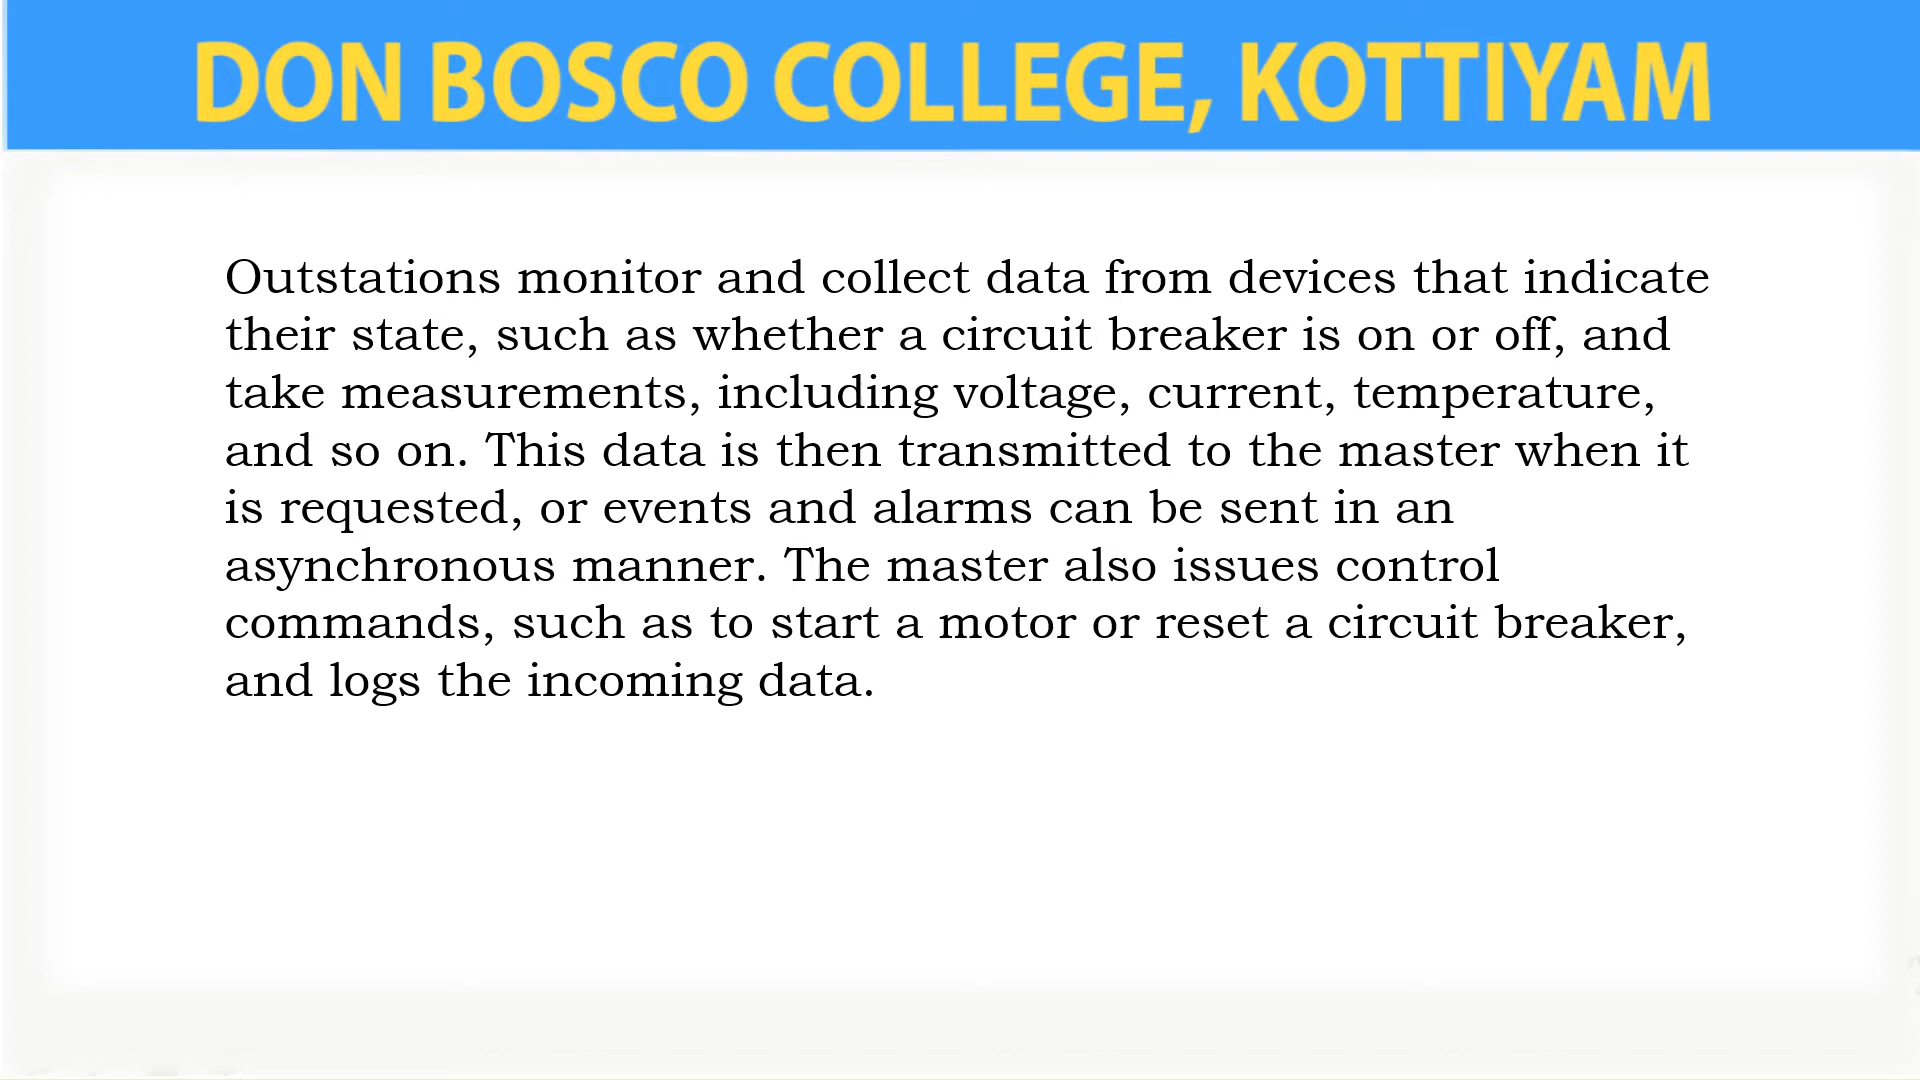 DON BOSCO COLLEGE, KOTTIYAM
Outstations monitor and collect data from devices that indicate
their state, such as whether a circuit breaker is on or off, and
take measurements, including voltage, current, temperature,
and so on. This data is then transmitted to the master when it
is requested, or events and alarms can be sent in an
asynchronous manner. The master also issues control
commands, such as to start a motor or reset a circuit breaker,
and logs the incoming data.